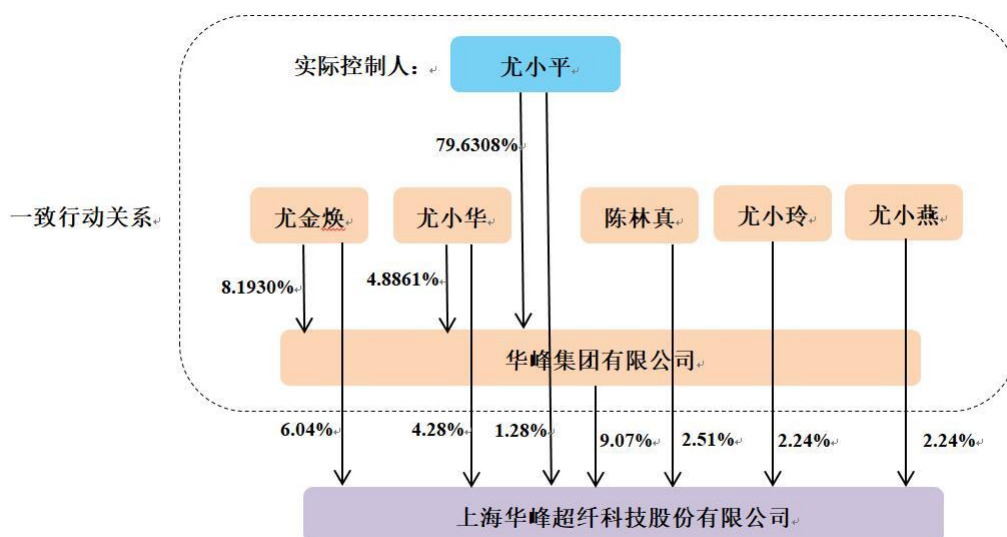 实际控制人：
尤小平
79.6308%
一致行动关系
尤金焕
尤小华
陈林真
尤小玲
尤小燕
8.1930%
4.8861%
华峰集团有限公司
6.04%
4.28%
1.28%
9.07%
2.51%
2.24%
2.24%
上海华峰超纤科技股份有限公司